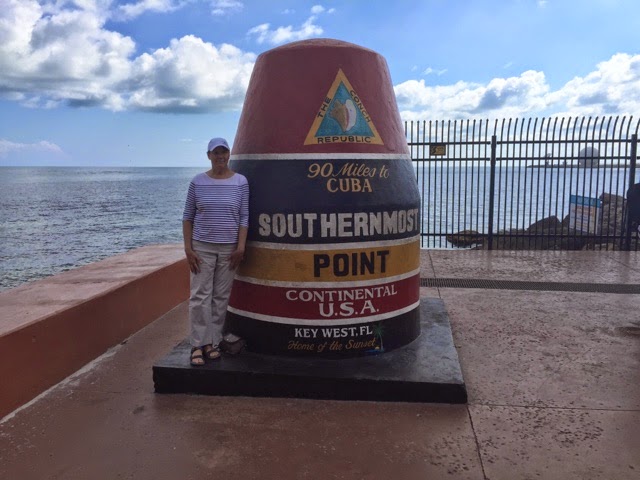 THE CONCH
REPUBLIC
90 Miles to
CUBA
SOUTHERNMOST
POINT
CONTINENTAL
U.S.A.
KEY WEST, FL
Home of the Sunset